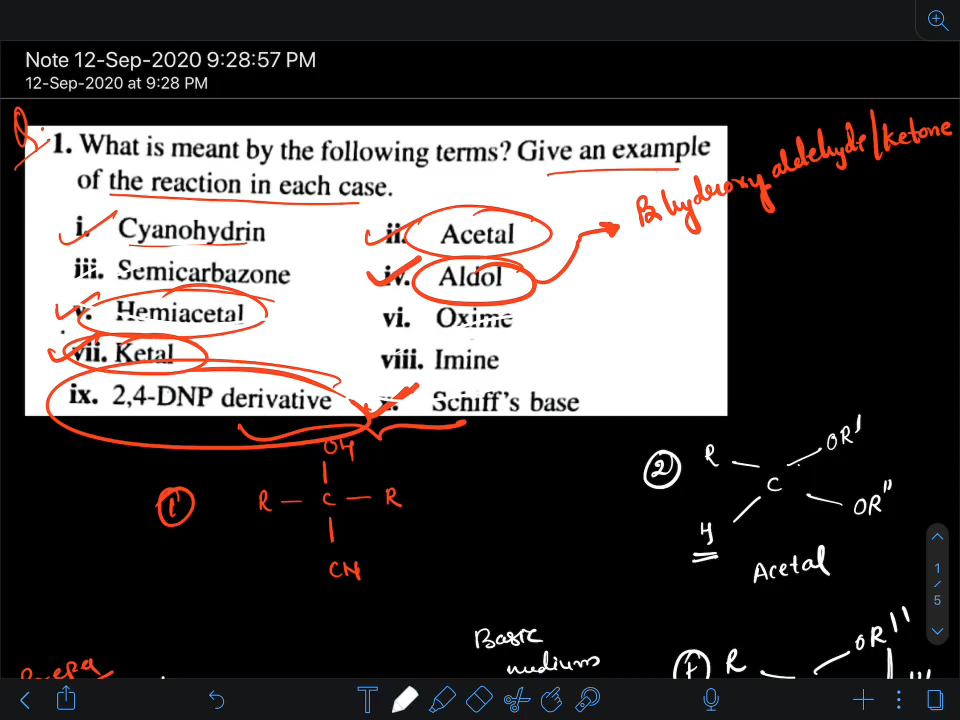 Note 12-Sep-2020 9:28:57 PM
12-Sep-2020 at 9:28 PM
Q.
1. What is meant by the following terms? Give an example
of the reaction in each case.
i. Cyanohydrin ii. Acetal
iii. Semicarbazone iv. Aldol
v. Hemiacetal vi. Oxime
vii. Ketal viii. Imine
ix. 2,4-DNP derivative x. Schiff's base
hydroxy aldehyde/ketone
OH
① R — C — R
CN
② R OR'
C
H OR''
Acetal
Basic
medium
R OR''
1
/
5
T